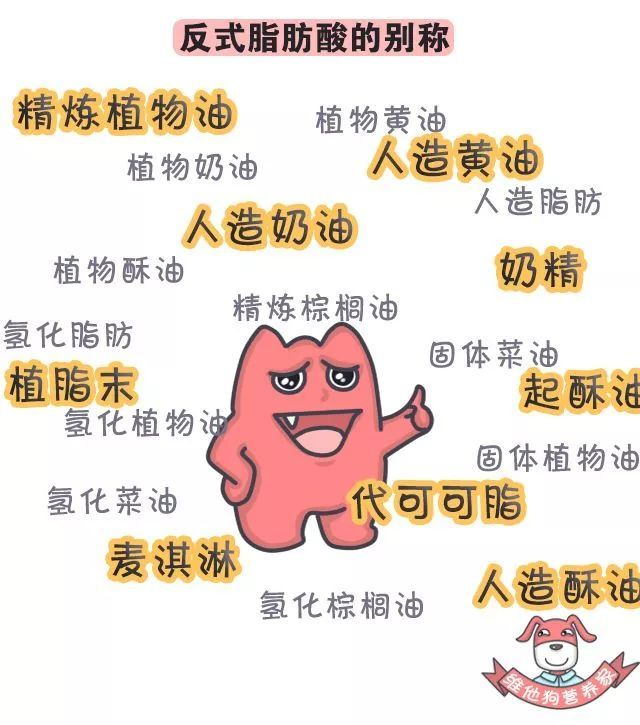 反式脂肪酸的别称
精炼植物油
植物黄油
人造黄油
植物奶油
人造脂肪
人造奶油
植物酥油
奶精
精炼棕榈油
氢化脂肪
固体菜油
植脂末
起酥油
氢化植物油
固体植物油
氢化菜油
代可可脂
麦淇淋
人造酥油
氢化棕榈油
维他狗营养家